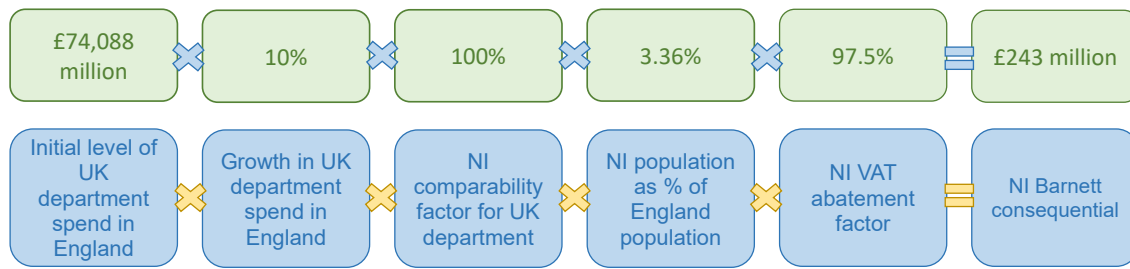 £74,088
million
10%
100%
3.36%
97.5%
£243 million
Initial level of
UK
department
spend in
England
Growth in UK
department
spend in
England
NI
comparability
factor for UK
department
NI population
as % of
England
population
NI VAT
abatement
factor
NI Barnett
consequential